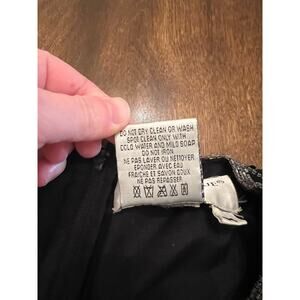 DO NOT DRY CLEAN OR WASH
SPOT CLEAN ONLY WITH
COLD WATER AND MILD SOAP
DO NOT IRON
NE PAS LAVER OU NETTOYER
EPONGER AVEC EAU
FRAICHE ET SAVON DOUX
NE PAS REPASSER